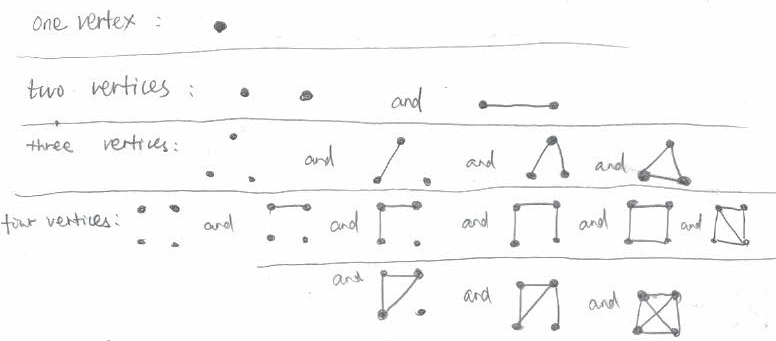 one vertex :
two vertices : and
three vertices: and and and
four vertices: and and and and and
and and and